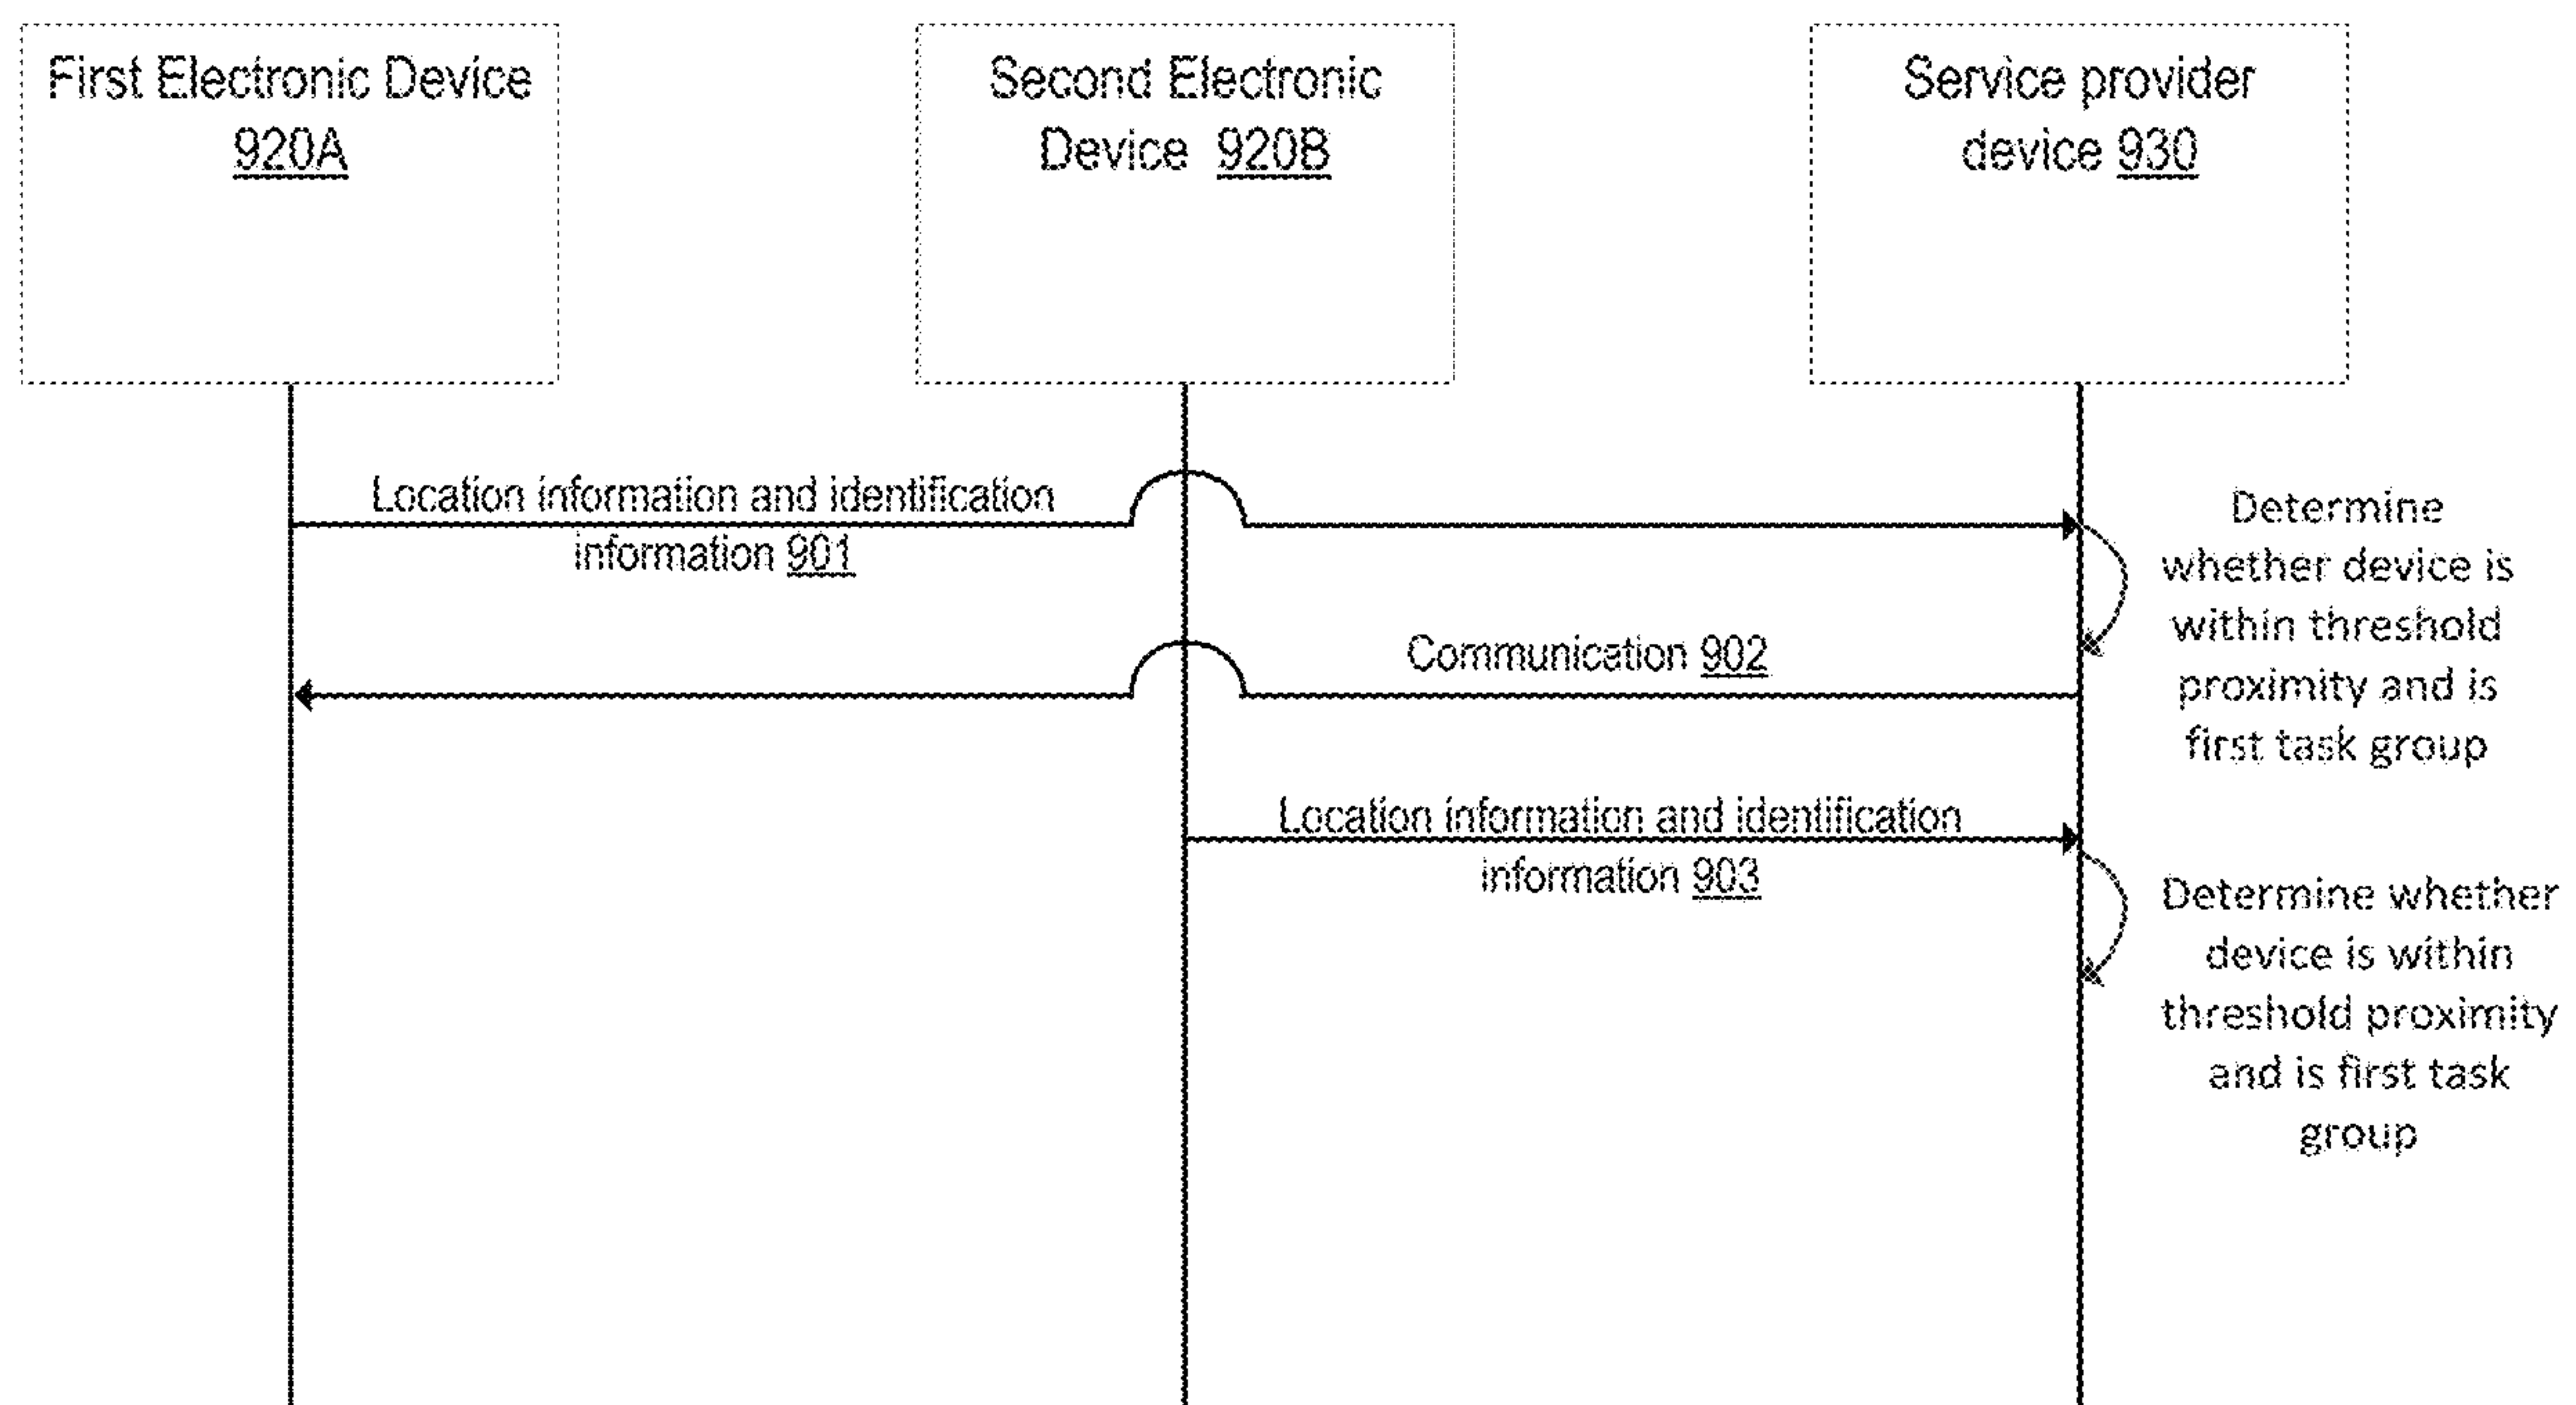 First Electronic Device
920A
Second Electronic
Device 920B
Service provider
device 930
Location information and identification
information 901
Determine
whether device is
within threshold
proximity and is
first task group
Communication 902
Location information and identification
information 903
Determine whether
device is within
threshold proximity
and is first task
group